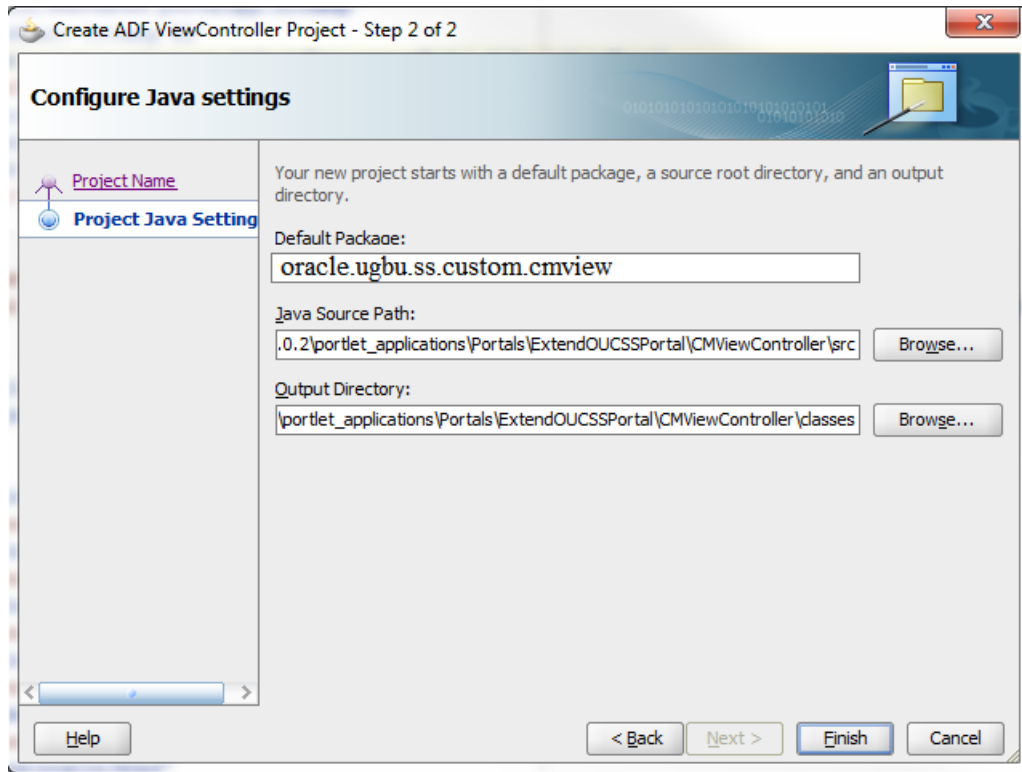 Create ADF ViewController Project - Step 2 of 2
Configure Java settings
Project Name
Project Java Setting
Your new project starts with a default package, a source root directory, and an output
directory.
Default Package:
oracle.ugbu.ss.custom.cmview
Java Source Path:
.0.2\portlet_applications\Portals\ExtendOUCSSPortal\CMViewController\src
Browse...
Output Directory:
\portlet_applications\Portals\ExtendOUCSSPortal\CMViewController\classes
Browse...
Help
< Back
Next >
Finish
Cancel